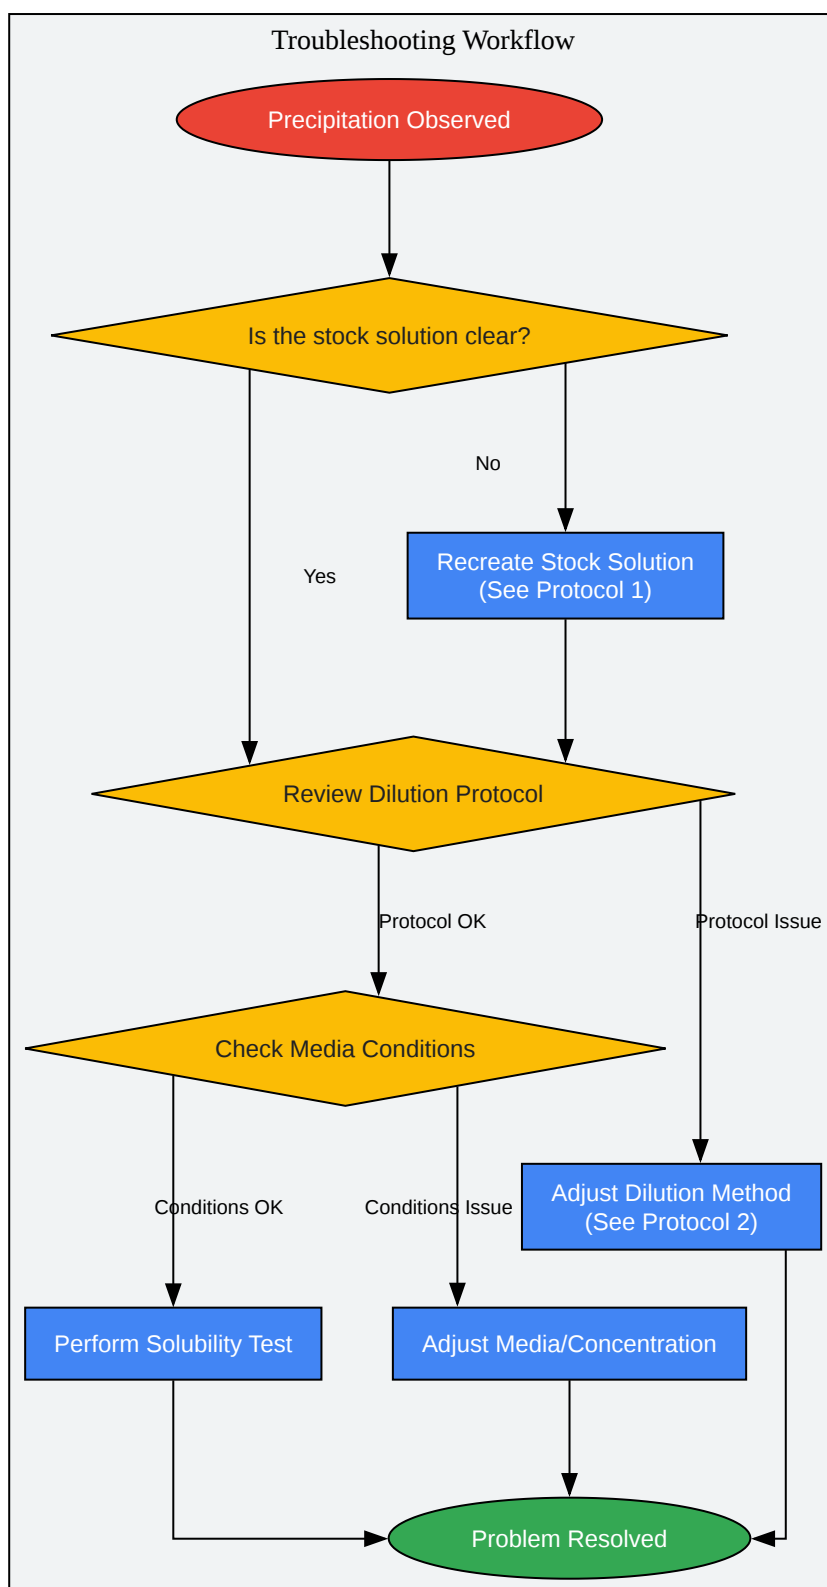 Troubleshooting Workflow
Precipitation Observed
Is the stock solution clear?
No
Recreate Stock Solution
(See Protocol 1)
Yes
Review Dilution Protocol
Protocol OK
Protocol Issue
Check Media Conditions
Adjust Dilution Method
(See Protocol 2)
Conditions OK
Conditions Issue
Perform Solubility Test
Adjust Media/Concentration
Problem Resolved